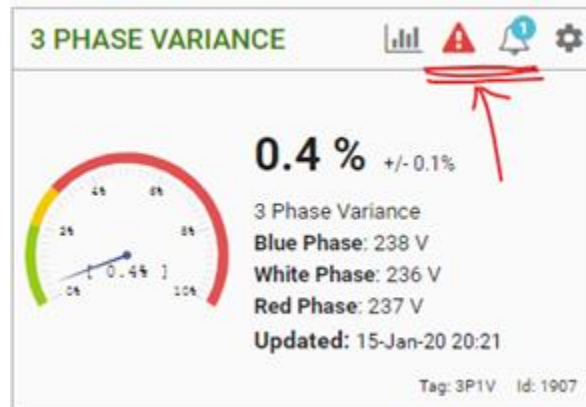 3 PHASE VARIANCE
1
0.4 % +/- 0.1%
3 Phase Variance
Blue Phase: 238 V
White Phase: 236 V
Red Phase: 237 V
Updated: 15-Jan-20 20:21
Tag: 3P1V Id: 1907
4% 6%
2% 8%
[ 0.4% ]
0% 10%